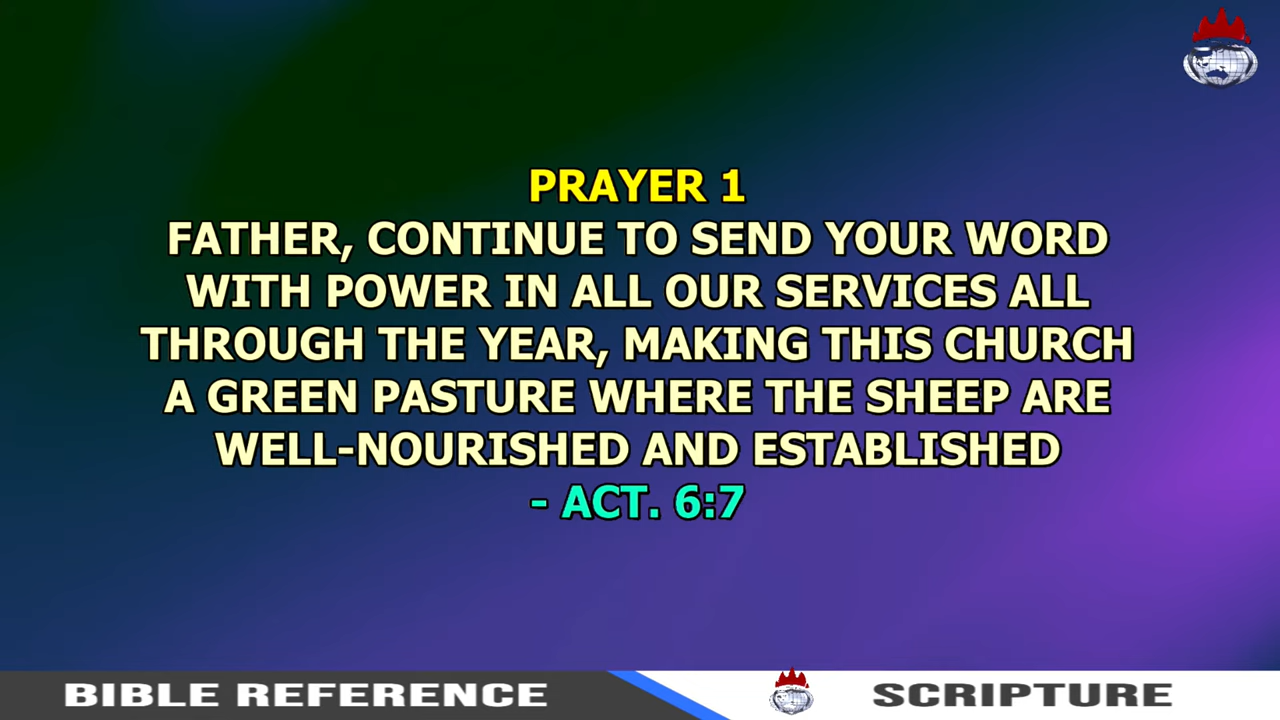 PRAYER 1
FATHER, CONTINUE TO SEND YOUR WORD
WITH POWER IN ALL OUR SERVICES ALL
THROUGH THE YEAR, MAKING THIS CHURCH
A GREEN PASTURE WHERE THE SHEEP ARE
WELL-NOURISHED AND ESTABLISHED
- ACT. 6:7
BIBLE REFERENCE
SCRIPTURE